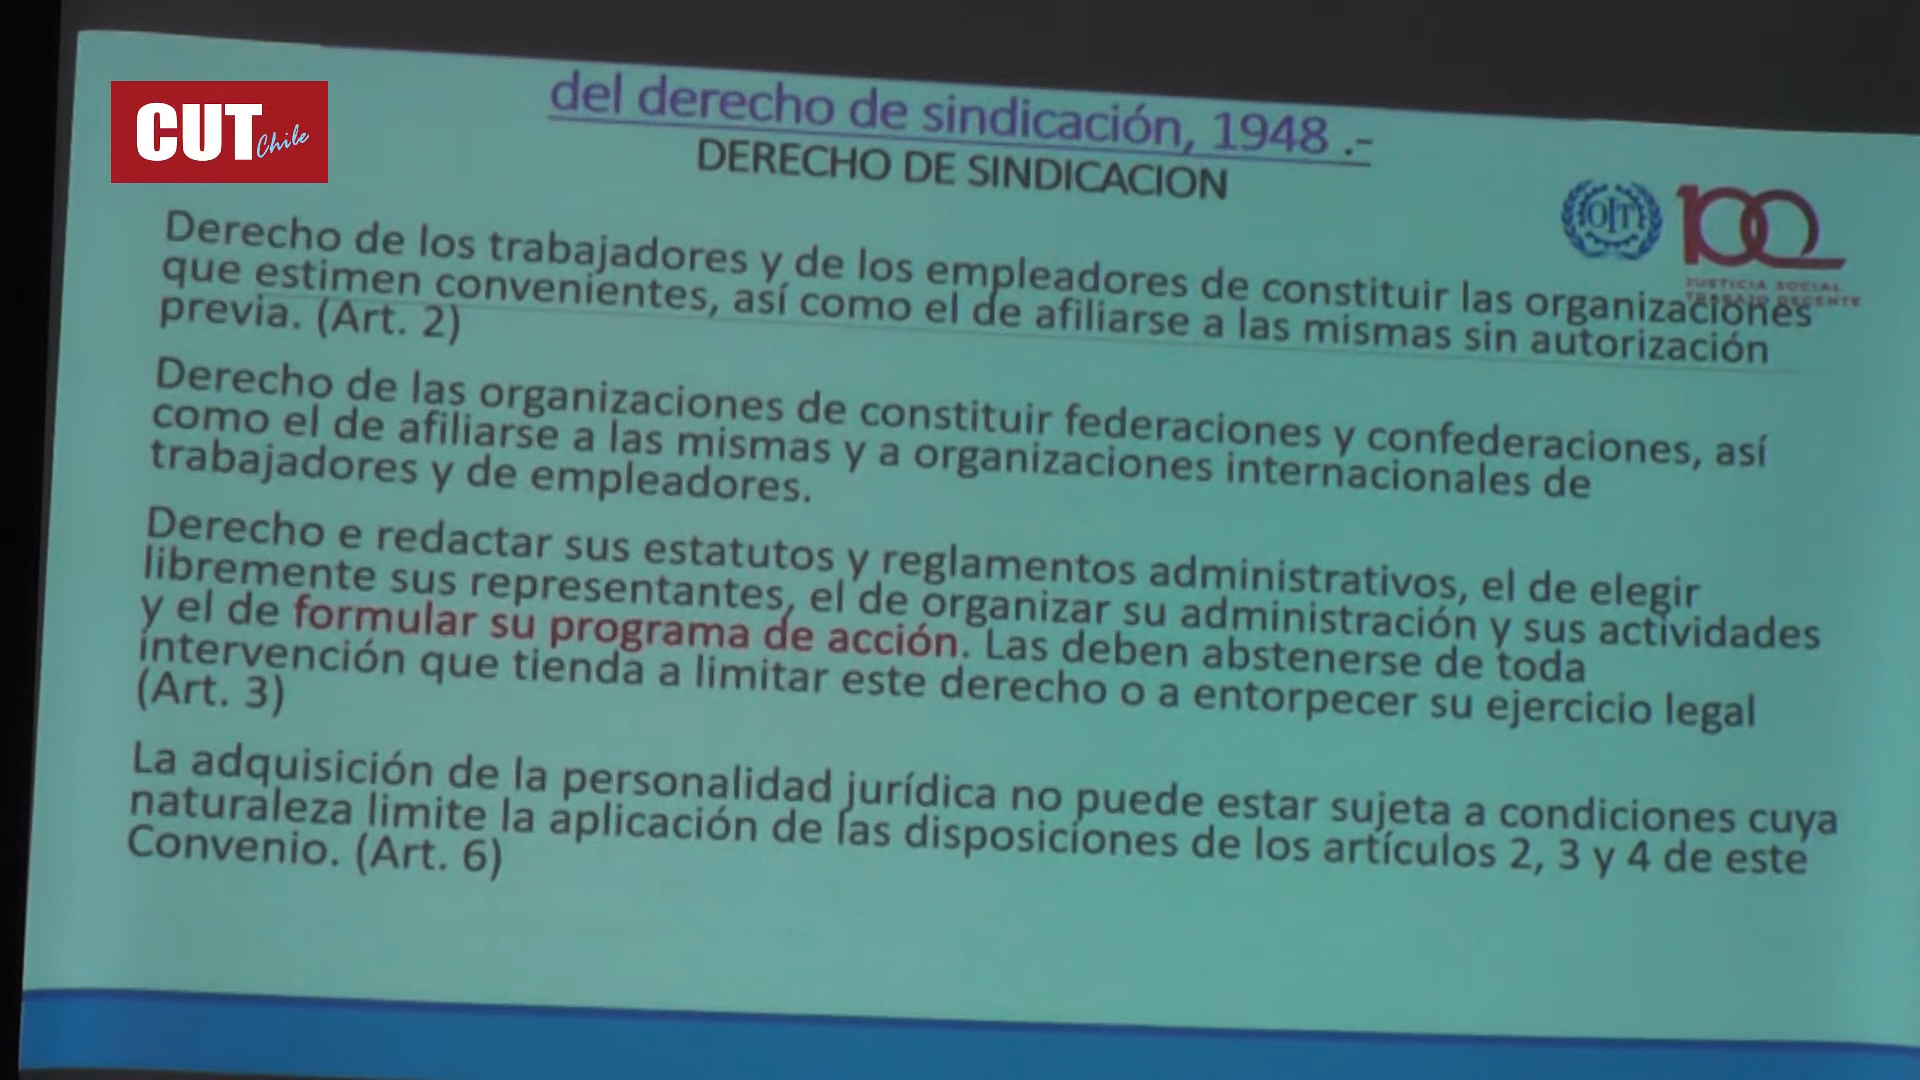 CUT Chile
del derecho de sindicación, 1948 .-
DERECHO DE SINDICACION
OIT 100
JUSTICIA SOCIAL
TRABAJO DECENTE
Derecho de los trabajadores y de los empleadores de constituir las organizaciones
que estimen convenientes, así como el de afiliarse a las mismas sin autorización
previa. (Art. 2)
Derecho de las organizaciones de constituir federaciones y confederaciones, así
como el de afiliarse a las mismas y a organizaciones internacionales de
trabajadores y de empleadores.
Derecho e redactar sus estatutos y reglamentos administrativos, el de elegir
libremente sus representantes, el de organizar su administración y sus actividades
y el de formular su programa de acción. Las deben abstenerse de toda
intervención que tienda a limitar este derecho o a entorpecer su ejercicio legal
(Art. 3)
La adquisición de la personalidad jurídica no puede estar sujeta a condiciones cuya
naturaleza limite la aplicación de las disposiciones de los artículos 2, 3 y 4 de este
Convenio. (Art. 6)